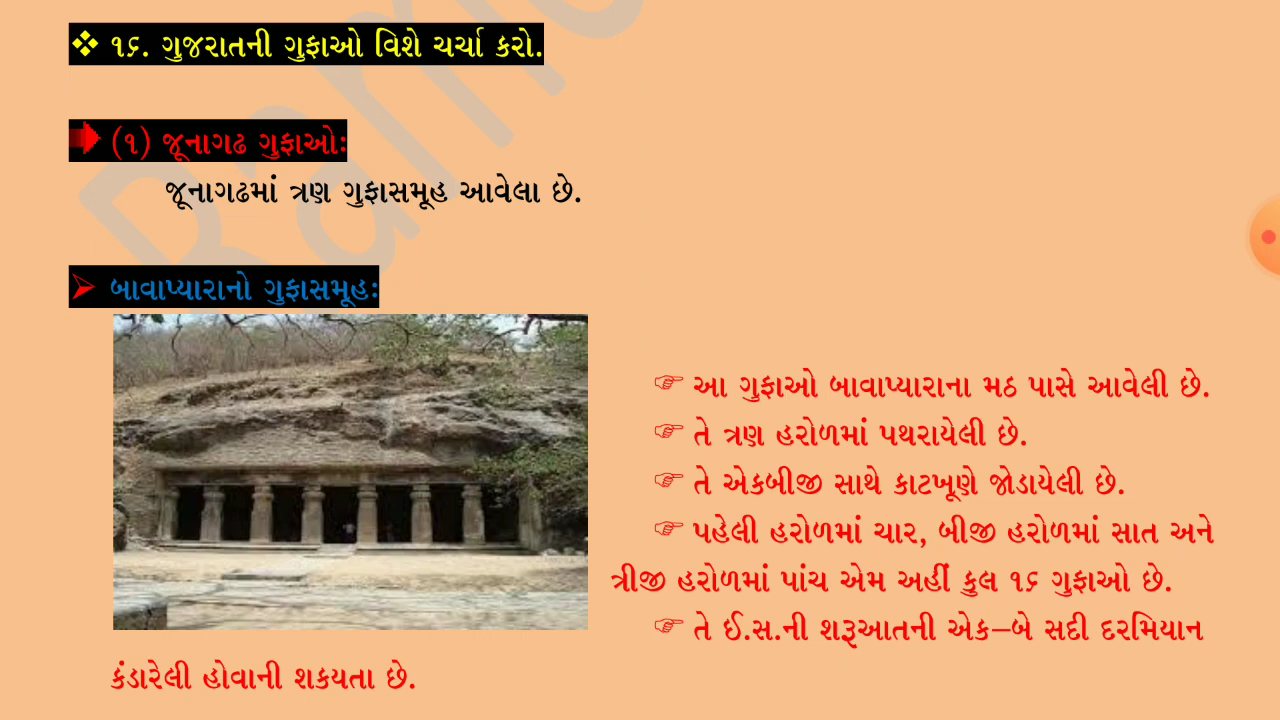 ❖ ૧૬. ગુજરાતની ગુફાઓ વિશે ચર્ચા કરો.
(૧) જૂનાગઢ ગુફાઓઃ
જૂનાગઢમાં ત્રણ ગુફાસમૂહ આવેલા છે.
➢ બાવાપ્યારાનો ગુફાસમૂહઃ
☞ આ ગુફાઓ બાવાપ્યારાના મઠ પાસે આવેલી છે.
☞ તે ત્રણ હરોળમાં પથરાયેલી છે.
☞ તે એકબીજી સાથે કાટખૂણે જોડાયેલી છે.
☞ પહેલી હરોળમાં ચાર, બીજી હરોળમાં સાત અને
ત્રીજી હરોળમાં પાંચ એમ અહીં કુલ ૧૬ ગુફાઓ છે.
☞ તે ઈ.સ.ની શરૂઆતની એક–બે સદી દરમિયાન
કંડારેલી હોવાની શકયતા છે.